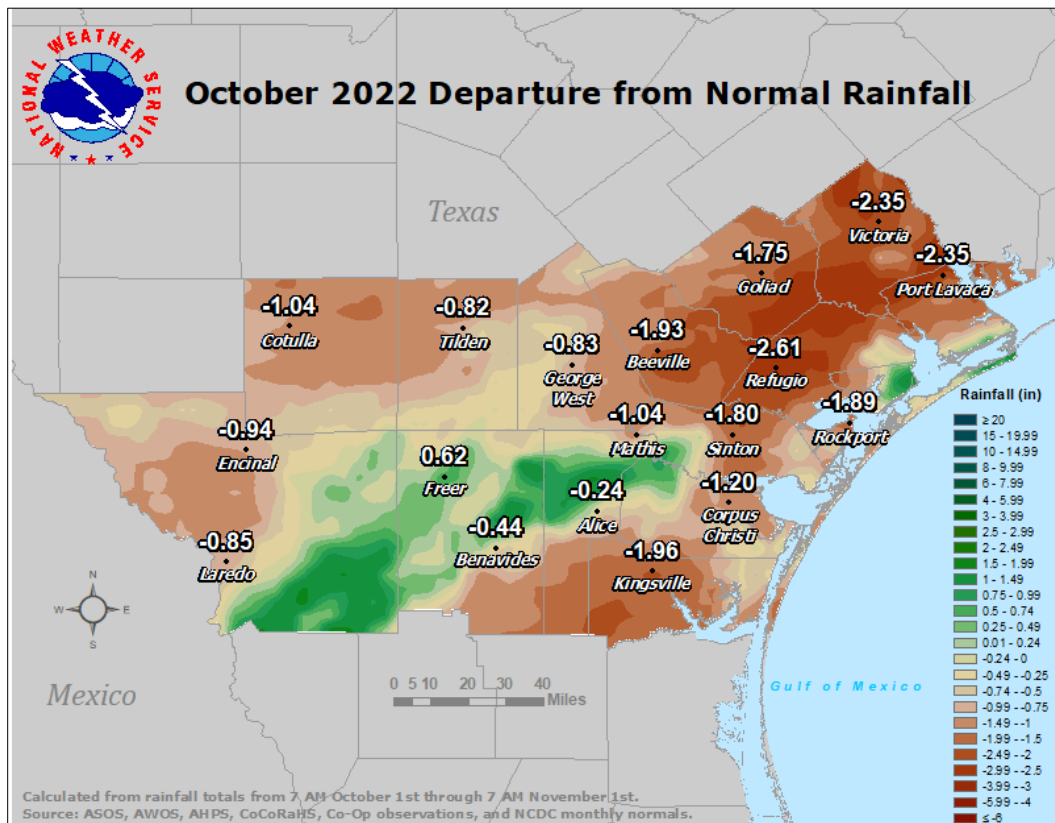 NATIONAL WEATHER SERVICE
October 2022 Departure from Normal Rainfall
Texas
-2.35
Victoria
-1.75
Goliad
-2.35
Port Lavaca
-1.04
Cotulla
-0.82
Tilden
-0.83
George
West
-1.93
Beeville
-2.61
Refugio
-1.89
Rockport
-0.94
Encinal
0.62
Freer
-1.04
Mathis
-1.80
Sinton
-0.24
Alice
-1.20
Corpus
Christi
-0.85
Laredo
-0.44
Benavides
-1.96
Kingsville
N
W E
S
Mexico
0 5 10 20 30 40
Miles
Gulf of Mexico
Rainfall (in)
≥ 20
15 - 19.99
10 - 14.99
8 - 9.99
6 - 7.99
4 - 5.99
3 - 3.99
2.5 - 2.99
2 - 2.49
1.5 - 1.99
1 - 1.49
0.75 - 0.99
0.5 - 0.74
0.25 - 0.49
0.01 - 0.24
-0.24 - 0
-0.49 - -0.25
-0.74 - -0.5
-0.99 - -0.75
-1.49 - -1
-1.99 - -1.5
-2.49 - -2
-2.99 - -2.5
-3.99 - -3
-5.99 - -4
≤ -6
Calculated from rainfall totals from 7 AM October 1st through 7 AM November 1st.
Source: ASOS, AWOS, AHPS, CoCoRaHS, Co-Op observations, and NCDC monthly normals.